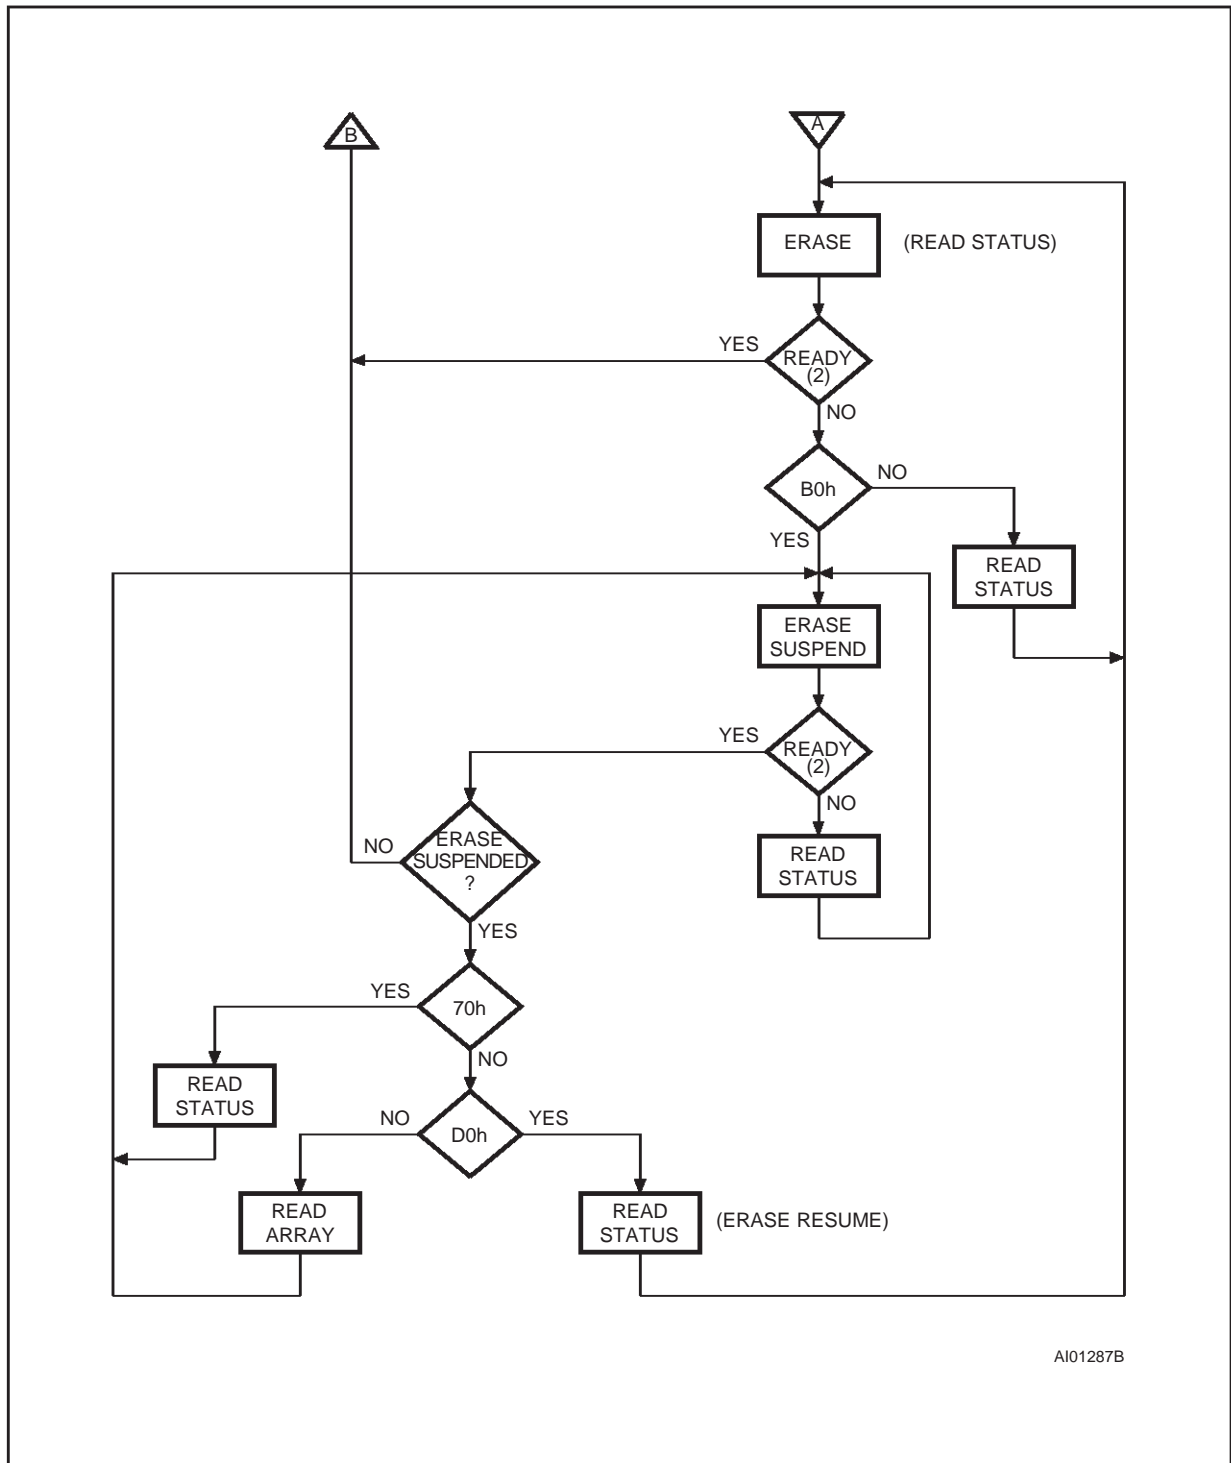 B
A
ERASE
(READ STATUS)
YES
READY
(2)
NO
B0h
NO
YES
READ
STATUS
ERASE
SUSPEND
YES
READY
(2)
NO
NO
ERASE
SUSPENDED
?
READ
STATUS
YES
YES
70h
NO
READ
STATUS
NO
D0h
YES
READ
ARRAY
READ
STATUS
(ERASE RESUME)
AI01287B